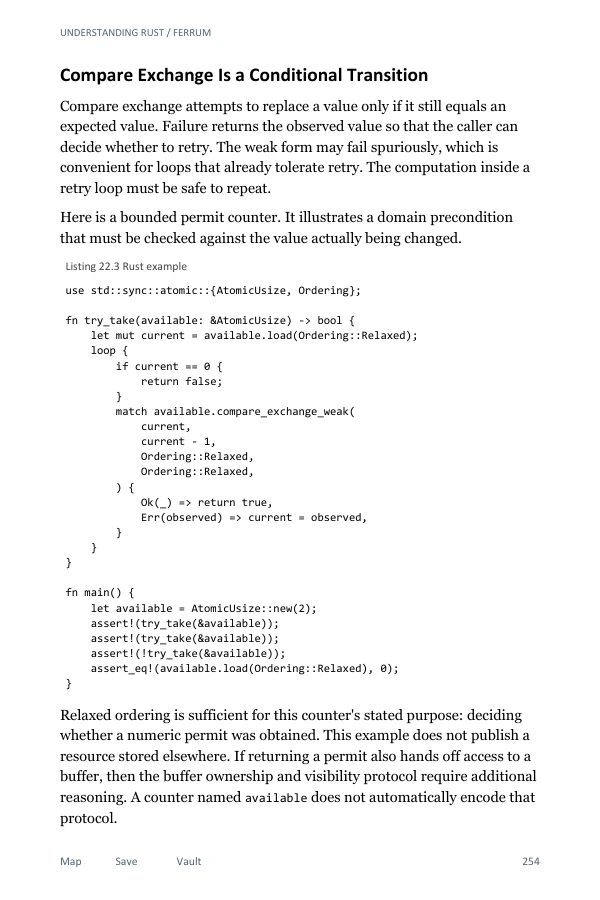 UNDERSTANDING RUST / FERRUM
Compare Exchange Is a Conditional Transition
Compare exchange attempts to replace a value only if it still equals an
expected value. Failure returns the observed value so that the caller can
decide whether to retry. The weak form may fail spuriously, which is
convenient for loops that already tolerate retry. The computation inside a
retry loop must be safe to repeat.
Here is a bounded permit counter. It illustrates a domain precondition
that must be checked against the value actually being changed.
Listing 22.3 Rust example
use std::sync::atomic::{AtomicUsize, Ordering};
fn try_take(available: &AtomicUsize) -> bool {
    let mut current = available.load(Ordering::Relaxed);
    loop {
        if current == 0 {
            return false;
        }
        match available.compare_exchange_weak(
            current,
            current - 1,
            Ordering::Relaxed,
            Ordering::Relaxed,
        ) {
            Ok(_) => return true,
            Err(observed) => current = observed,
        }
    }
}
fn main() {
    let available = AtomicUsize::new(2);
    assert!(try_take(&available));
    assert!(try_take(&available));
    assert!(!try_take(&available));
    assert_eq!(available.load(Ordering::Relaxed), 0);
}
Relaxed ordering is sufficient for this counter's stated purpose: deciding
whether a numeric permit was obtained. This example does not publish a
resource stored elsewhere. If returning a permit also hands off access to a
buffer, then the buffer ownership and visibility protocol require additional
reasoning. A counter named available does not automatically encode that
protocol.
Map Save Vault 254